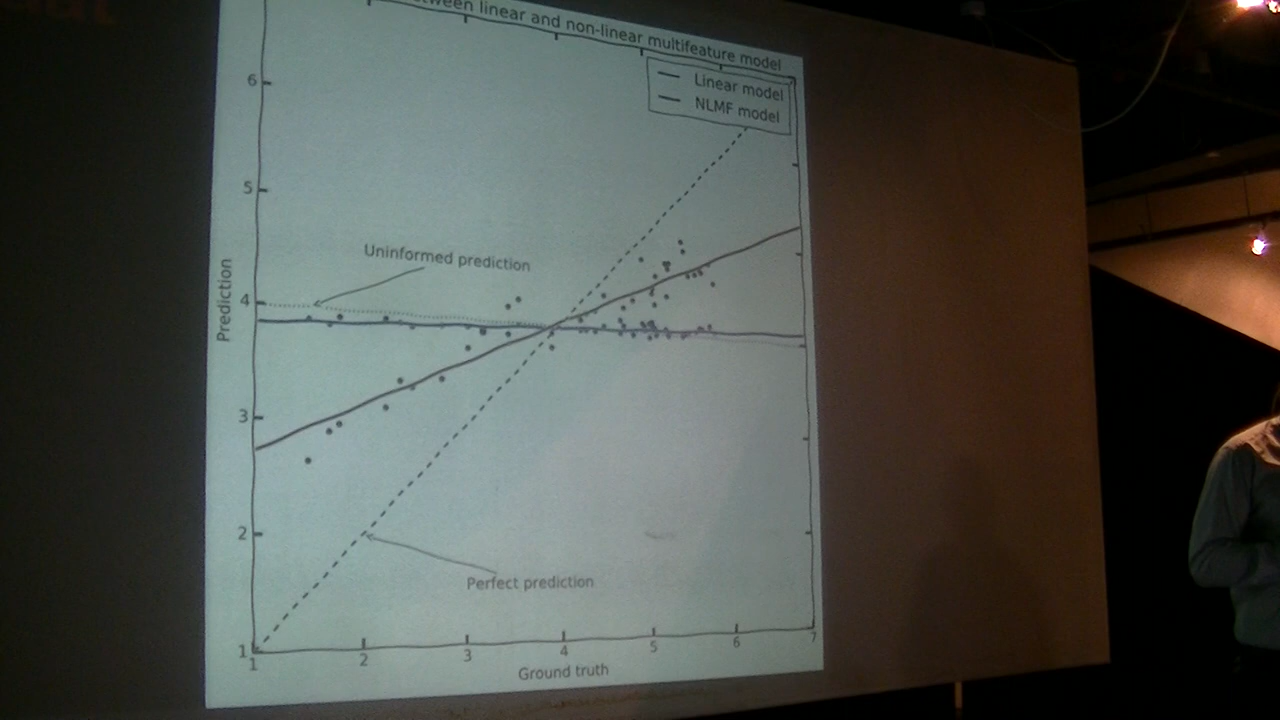 between linear and non-linear multifeature model
Linear model
NLMF model
6
5
4
3
2
1
Prediction
Uninformed prediction
Perfect prediction
1 2 3 4 5 6 7
Ground truth